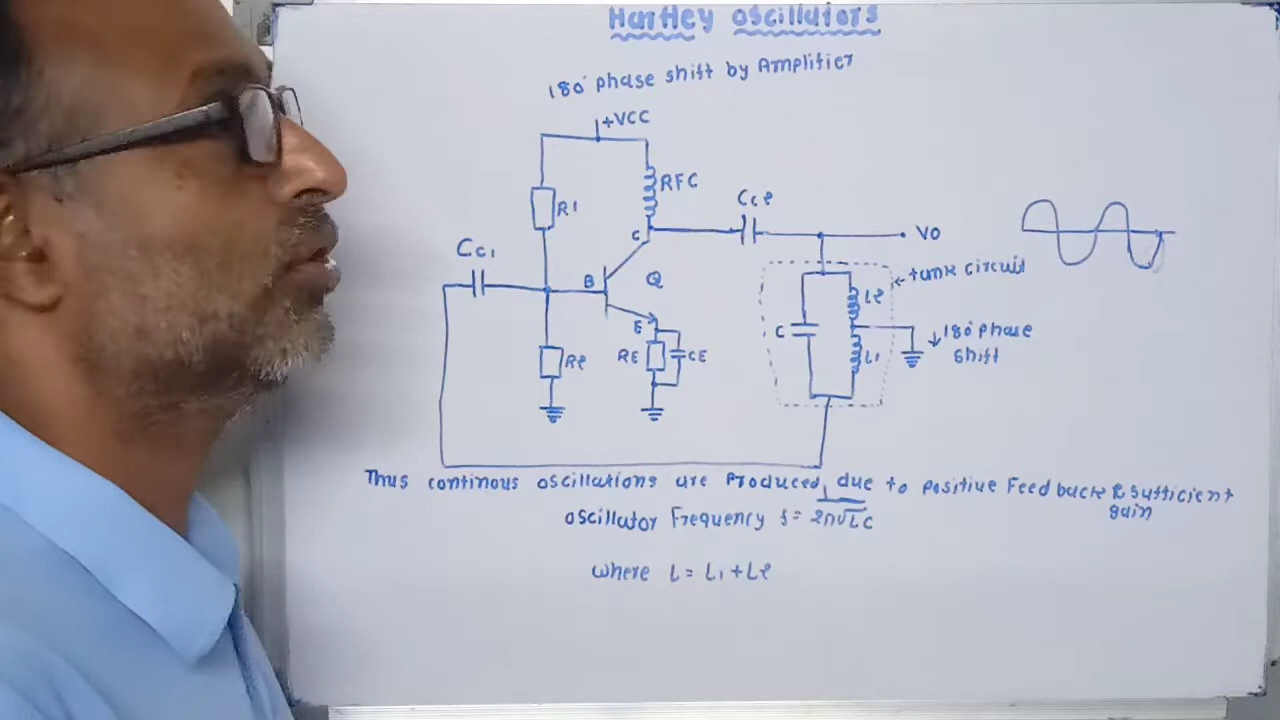 Hartley oscillators
180° phase shift by Amplifier
+VCC
RFC
R1
Cc2
C
Vo
Cc1
B
Q
tank circuit
L2
E
C
180° phase
shift
R2
RE
CE
L1
Thus continous oscillations are produced due to positive Feed back & sufficient
gain
oscillator Frequency f = 1/2π√LC
where L = L1 + L2